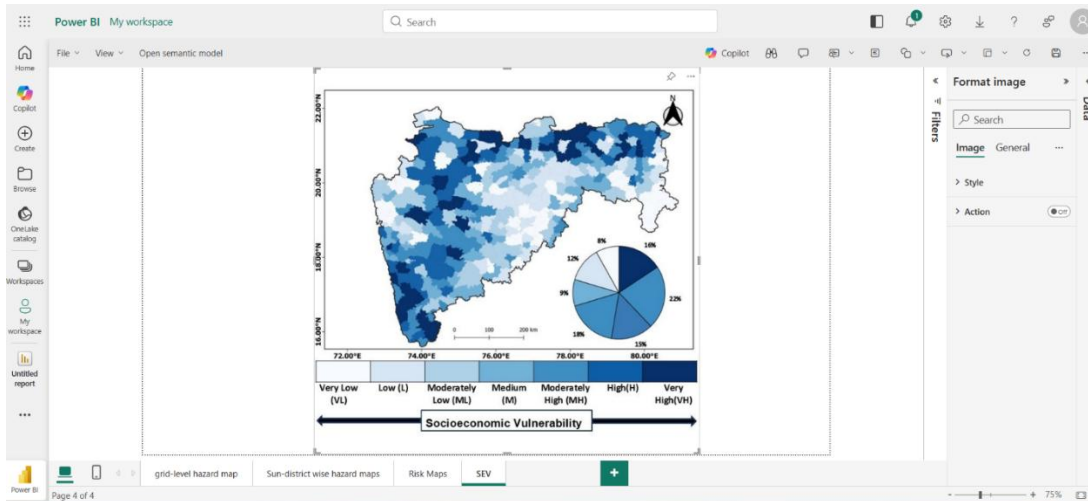 Power BI My workspace
Search
1
File View Open semantic model
Copilot
Home
Copilot
Create
Browse
OneLake
catalog
Workspaces
My
workspace
Untitled
report
Power BI
N
22.00°N
20.00°N
18.00°N
16.00°N
72.00°E 74.00°E 76.00°E 78.00°E 80.00°E
0 100 200 km
8%
16%
12%
9%
22%
18%
15%
Very Low
(VL)
Low (L)
Moderately
Low (ML)
Medium
(M)
Moderately
High (MH)
High(H)
Very
High(VH)
Socioeconomic Vulnerability
Filters
Format image
Search
Image General
Style
Action
Off
Data
grid-level hazard map Sun-district wise hazard maps Risk Maps SEV
Page 4 of 4
75%